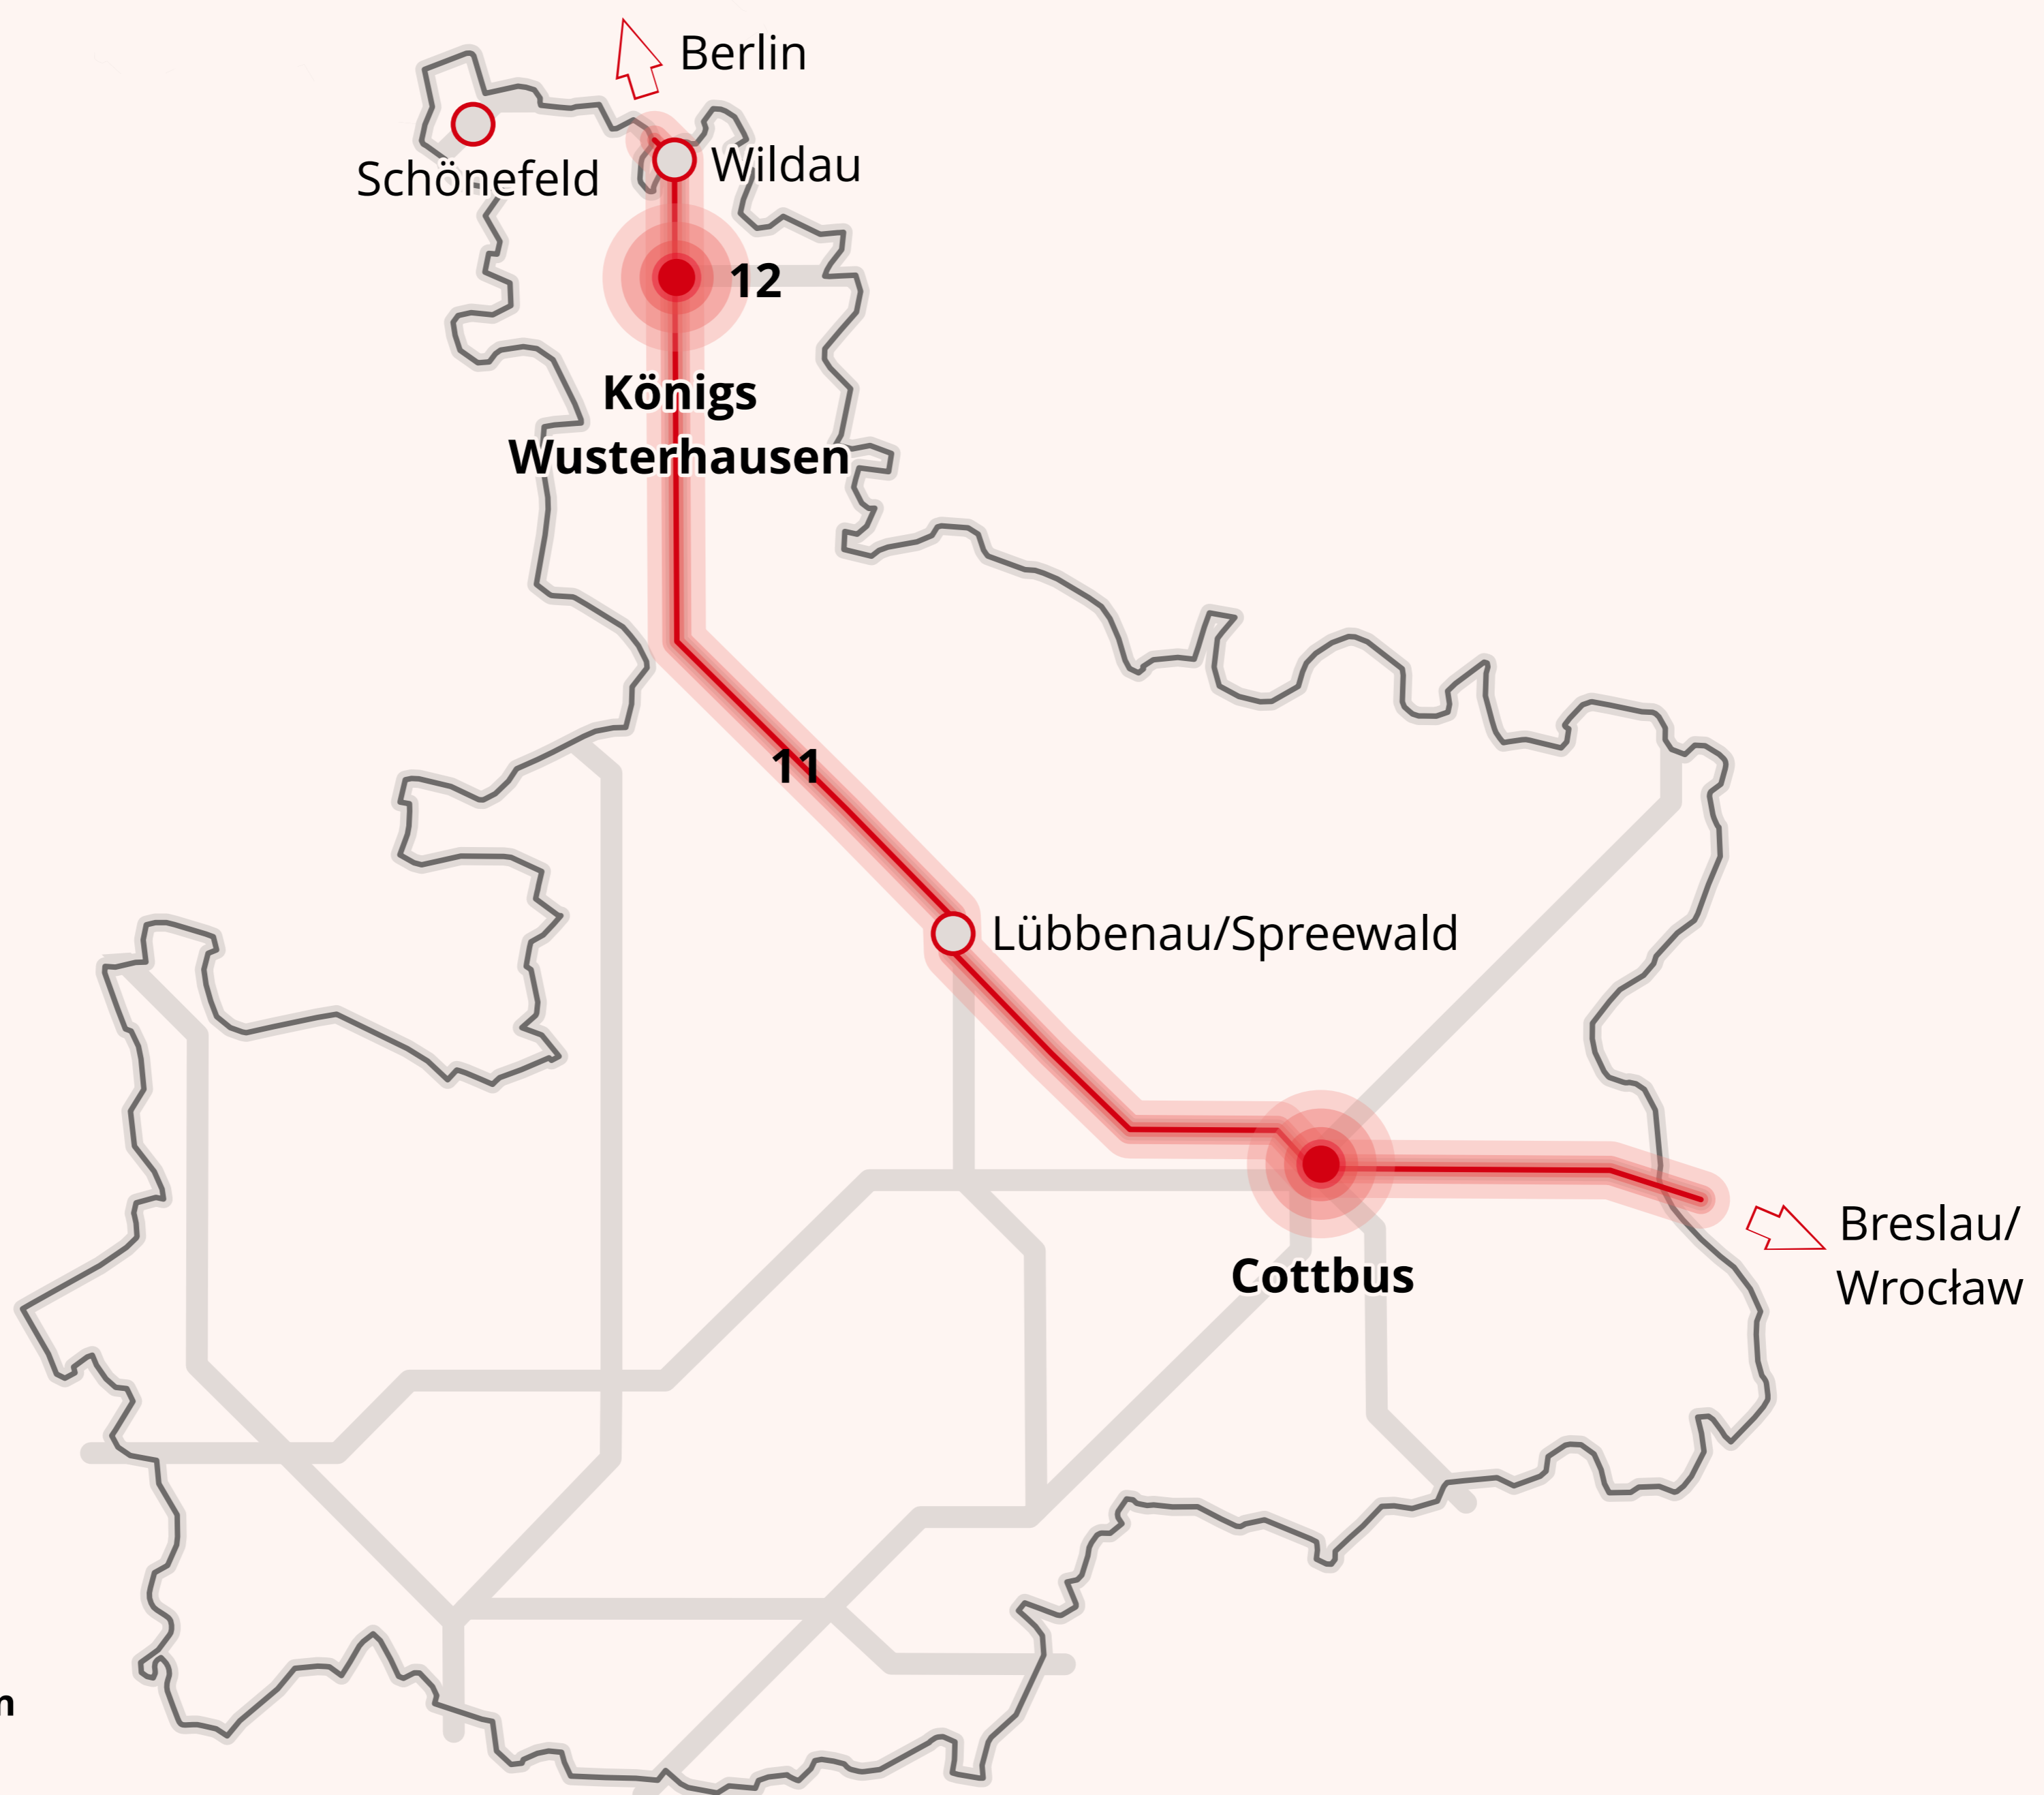 Berlin
Wildau
Schönefeld
12
Königs
Wusterhausen
11
Lübbenau/Spreewald
Breslau/
Wrocław
Cottbus
n